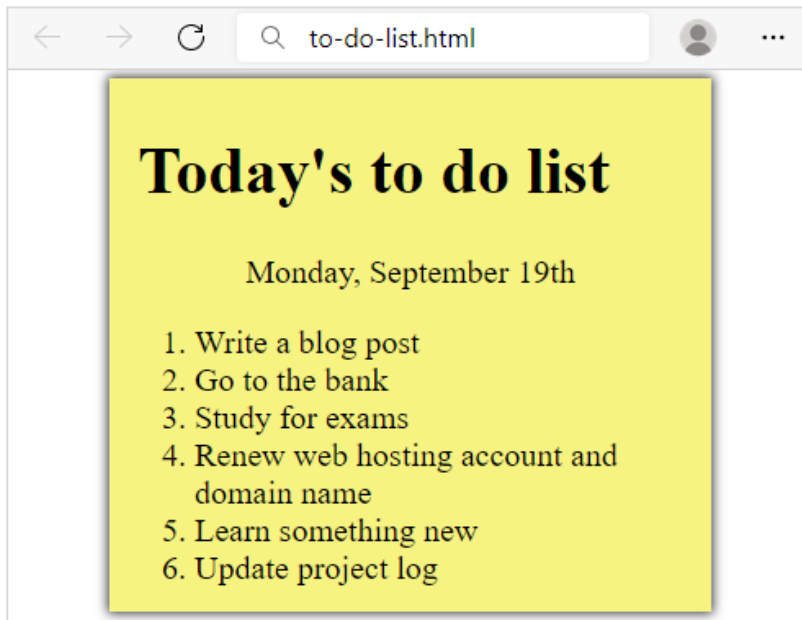 to-do-list.html
Today's to do list
Monday, September 19th
1. Write a blog post
2. Go to the bank
3. Study for exams
4. Renew web hosting account and
domain name
5. Learn something new
6. Update project log